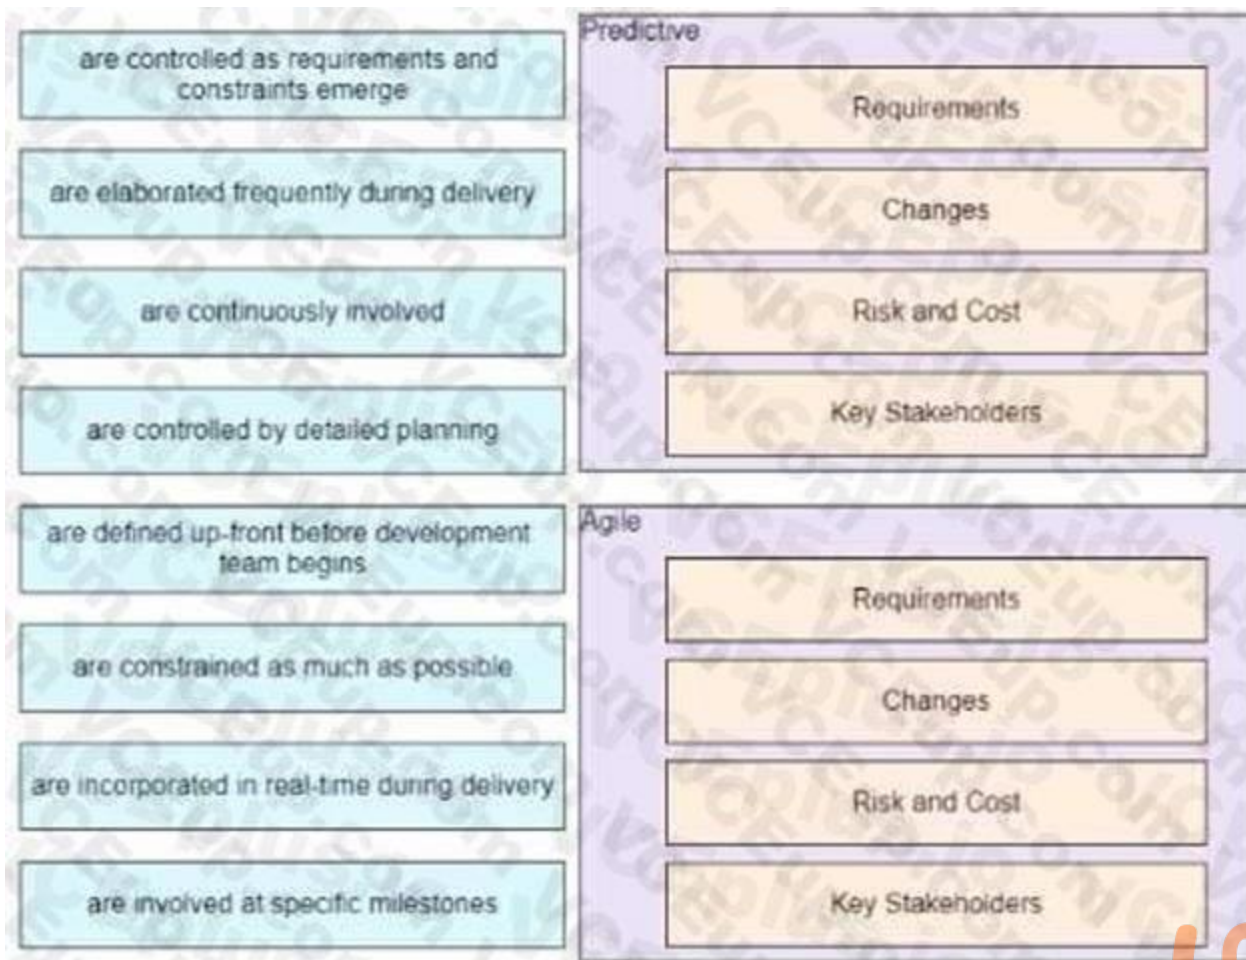 are controlled as requirements and
constraints emerge
are elaborated frequently during delivery
are continuously involved
are controlled by detailed planning
are defined up-front before development
team begins
are constrained as much as possible
are incorporated in real-time during delivery
are involved at specific milestones
Predictive
Requirements
Changes
Risk and Cost
Key Stakeholders
Agile
Requirements
Changes
Risk and Cost
Key Stakeholders